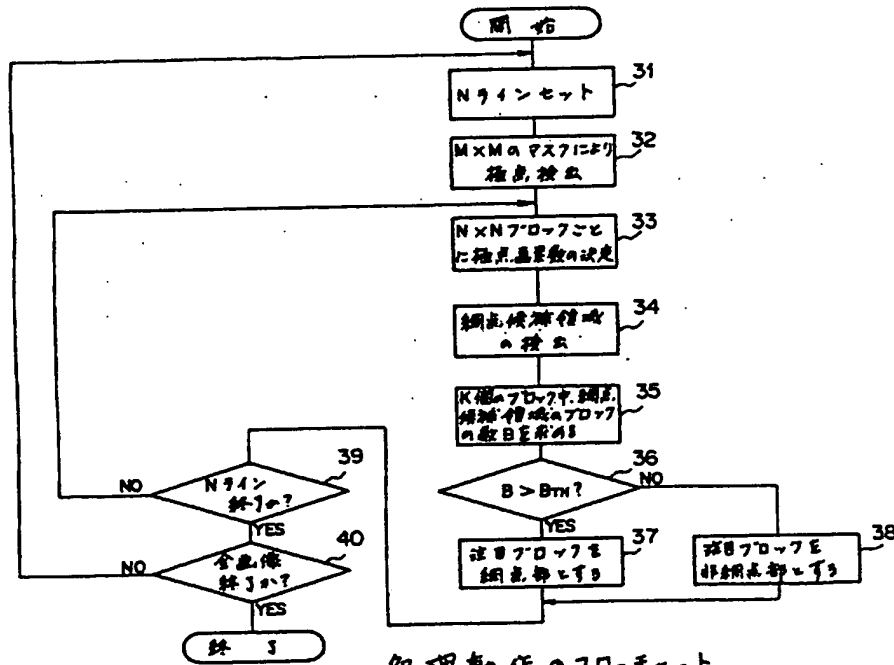 開始
31
Nラインセット
32
M×Mのマスクにより
極点検出
33
N×Nブロックごと
に極点画素数の決定
34
網点候補領域
の検出
35
K個のブロック中、網点
候補領域のブロック
の数Bを求める
36
B>BTH?
NO
YES
37
注目ブロックを
網点部とする
38
注目ブロックを
非網点部とする
39
Nライン
終了か?
NO
YES
40
全画像
終了か?
NO
YES
終了
処理動作のフローチャート